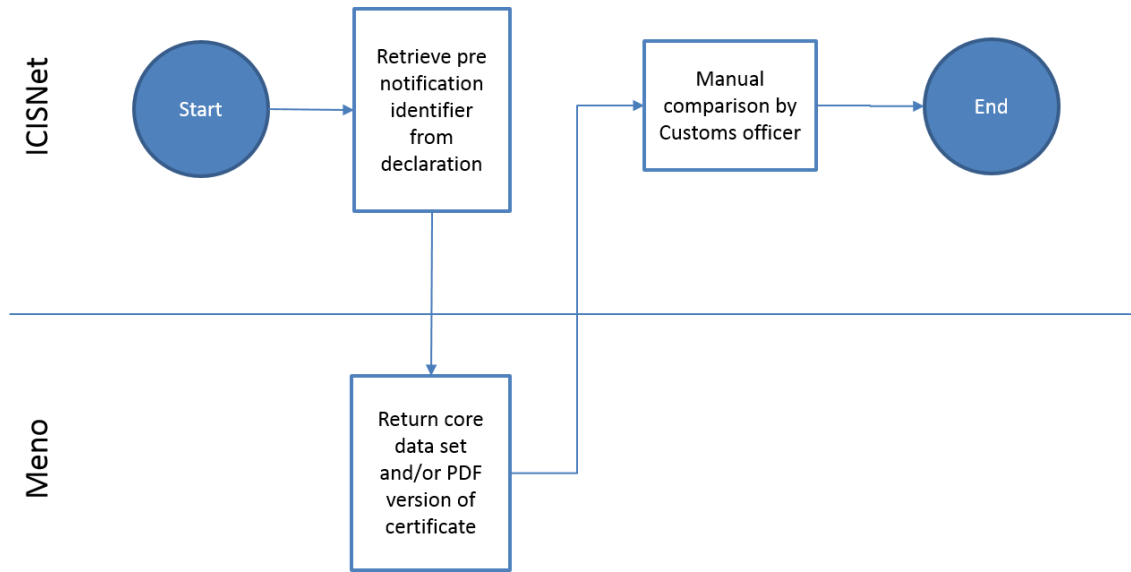 ICISNet
Start
Retrieve pre
notification
identifier
from
declaration
Manual
comparison by
Customs officer
End
Meno
Return core
data set
and/or PDF
version of
certificate